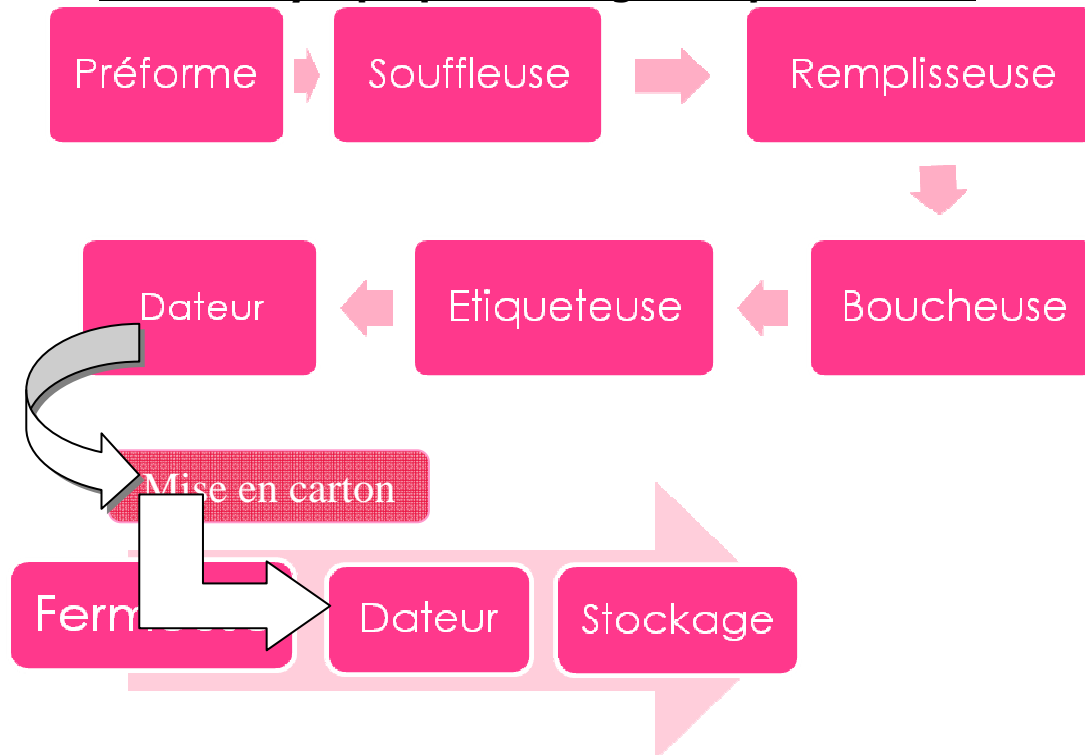 Préforme
Souffleuse
Remplisseuse
Boucheuse
Etiqueteuse
Dateur
Mise en carton
Dateur
Stockage